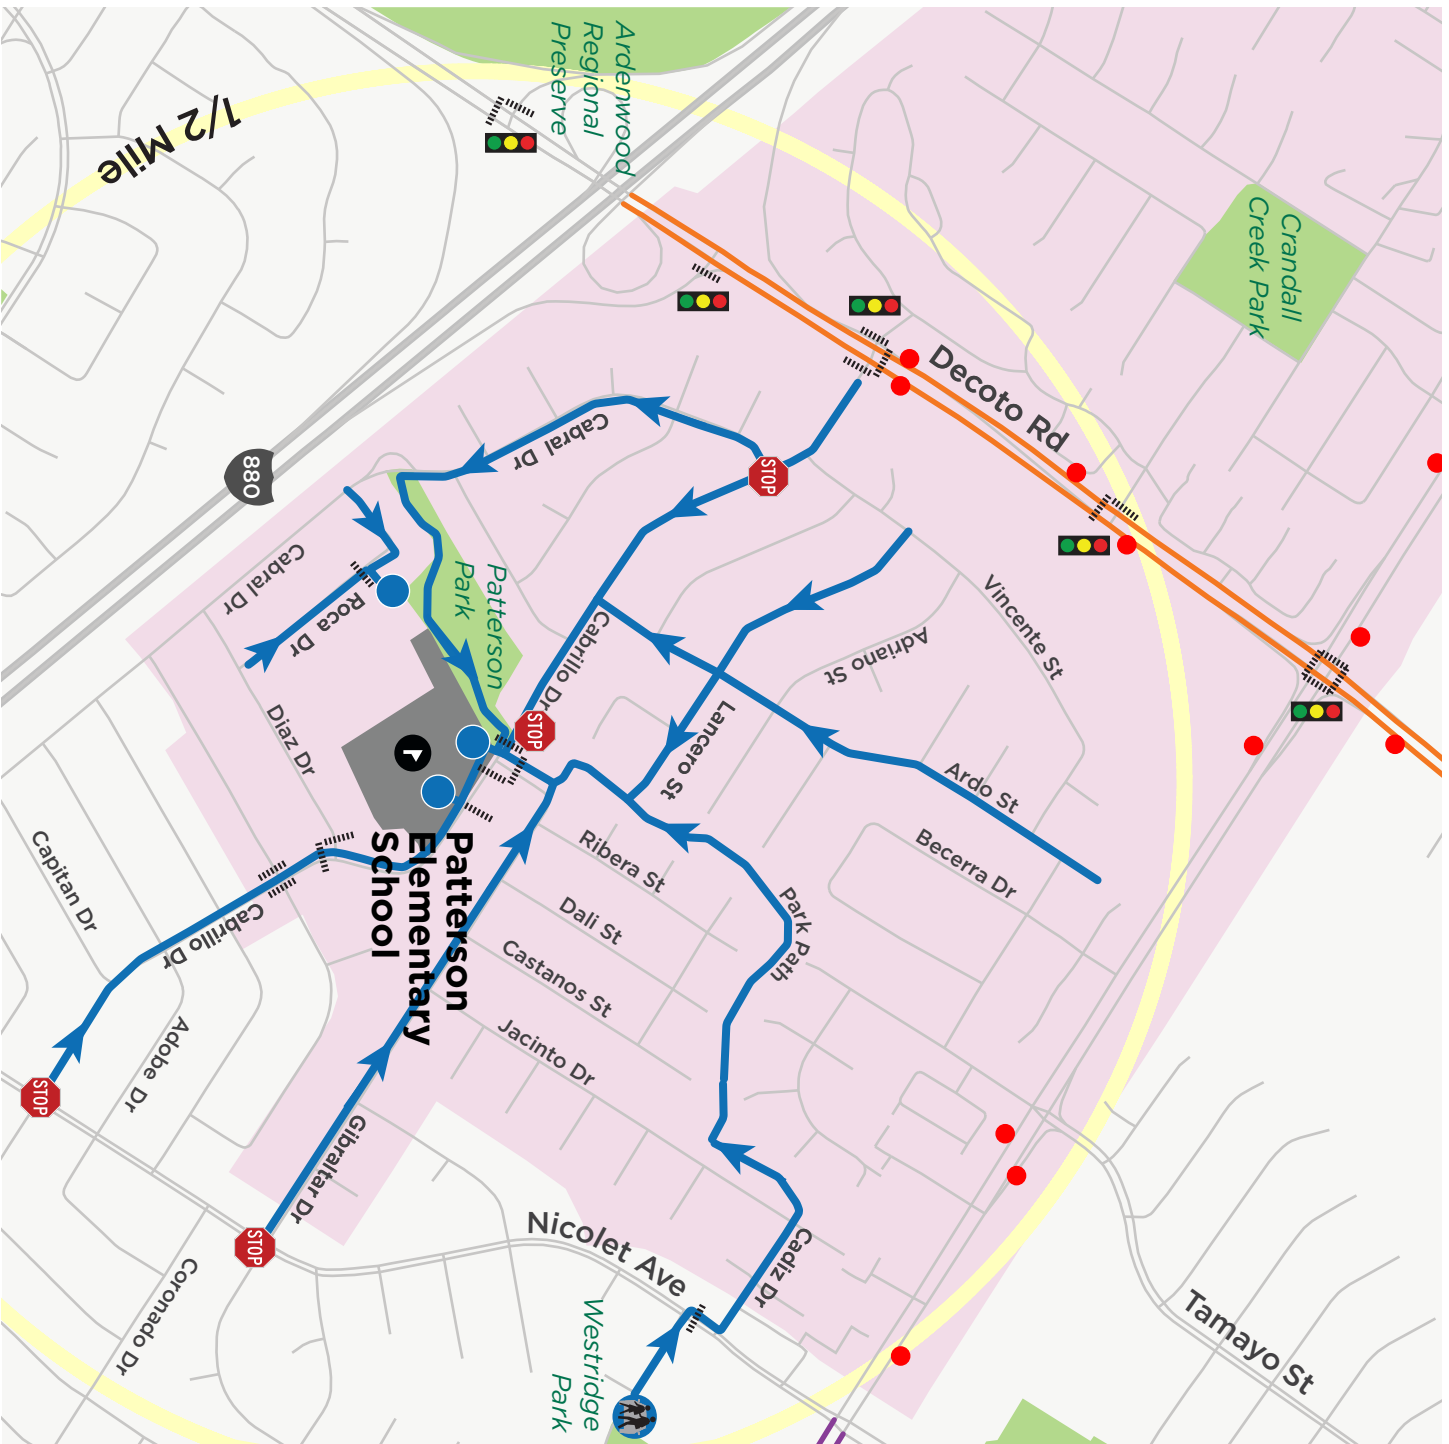 Ardenwood
Regional
Preserve
1/2 Mile
Crandall
Creek Park
Decoto Rd
880
Cabral Dr
STOP
Cabral Dr
Roca Dr
Patterson
Park
Cabrillo Dr
STOP
Vincente St
Adriano St
Lancero St
Diaz Dr
Ardo St
Becerra Dr
Patterson
Elementary
School
Ribera St
Dali St
Castanos St
Jacinto Dr
Park Path
Capitan Dr
Cabrillo Dr
Adobe Dr
STOP
Gibraltar Dr
STOP
Coronado Dr
Nicolet Ave
Cadiz Dr
Westridge
Park
Tamayo St